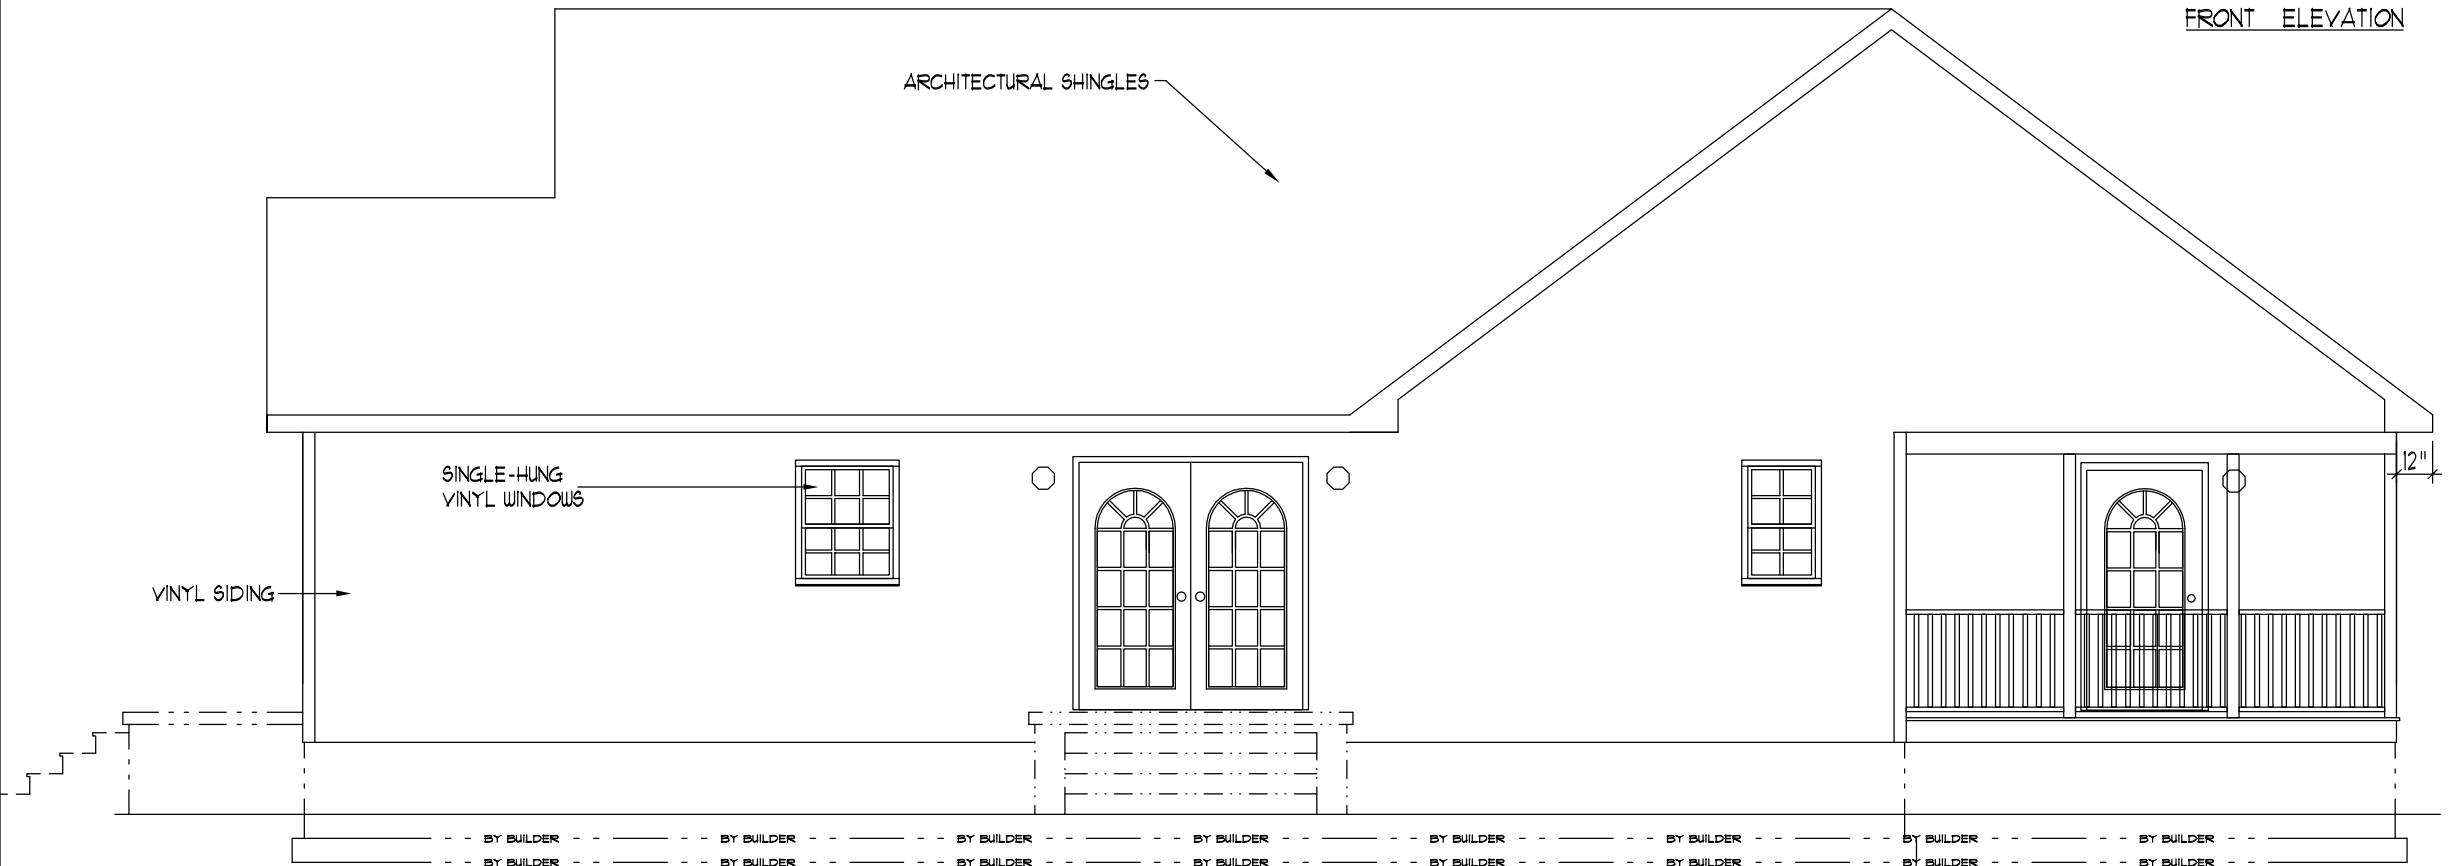 FRONT ELEVATION
ARCHITECTURAL SHINGLES
SINGLE-HUNG
VINYL WINDOWS
12"
VINYL SIDING
BY BUILDER BY BUILDER BY BUILDER BY BUILDER BY BUILDER BY BUILDER BY BUILDER BY BUILDER
BY BUILDER BY BUILDER BY BUILDER BY BUILDER BY BUILDER BY BUILDER BY BUILDER BY BUILDER